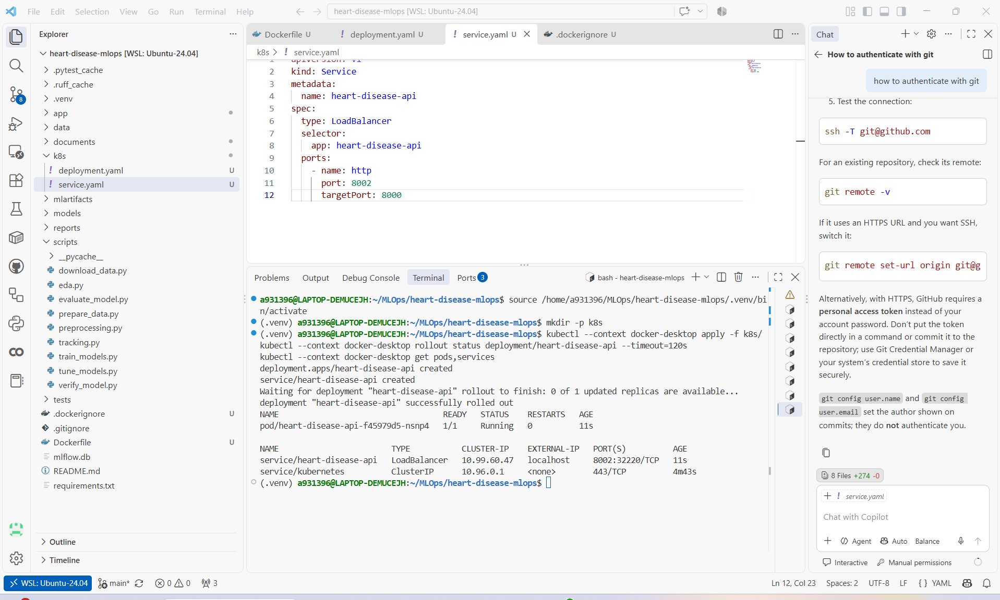 File Edit Selection View Go Run Terminal Help
heart-disease-mlops [WSL: Ubuntu-24.04]
Explorer
heart-disease-mlops [WSL: Ubuntu-24.04]
.pytest_cache
.ruff_cache
.venv
app
data
documents
k8s
! deployment.yaml U
! service.yaml U
mlartifacts
models
reports
scripts
__pycache__
download_data.py
eda.py
evaluate_model.py
prepare_data.py
preprocessing.py
tracking.py
train_models.py
tune_models.py
verify_model.py
tests
.dockerignore U
.gitignore
Dockerfile U
mlflow.db
README.md
requirements.txt
Outline
Timeline
8
Dockerfile U
! deployment.yaml U
! service.yaml U
.dockerignore U
k8s > ! service.yaml
1 apiVersion: v1
2 kind: Service
3 metadata:
4 name: heart-disease-api
5 spec:
6 type: LoadBalancer
7 selector:
8 app: heart-disease-api
9 ports:
10 - name: http
11 port: 8002
12 targetPort: 8000
Problems Output Debug Console Terminal Ports 3
bash - heart-disease-mlops
a931396@LAPTOP-DEMUCEJH:~/MLOps/heart-disease-mlops$ source /home/a931396/MLOps/heart-disease-mlops/.venv/bi
n/activate
(.venv) a931396@LAPTOP-DEMUCEJH:~/MLOps/heart-disease-mlops$ mkdir -p k8s
(.venv) a931396@LAPTOP-DEMUCEJH:~/MLOps/heart-disease-mlops$ kubectl --context docker-desktop apply -f k8s/
kubectl --context docker-desktop rollout status deployment/heart-disease-api --timeout=120s
kubectl --context docker-desktop get pods,services
deployment.apps/heart-disease-api created
service/heart-disease-api created
Waiting for deployment "heart-disease-api" rollout to finish: 0 of 1 updated replicas are available...
deployment "heart-disease-api" successfully rolled out
NAME READY STATUS RESTARTS AGE
pod/heart-disease-api-f45979d5-nsnp4 1/1 Running 0 11s
NAME TYPE CLUSTER-IP EXTERNAL-IP PORT(S) AGE
service/heart-disease-api LoadBalancer 10.99.60.47 localhost 8002:32220/TCP 11s
service/kubernetes ClusterIP 10.96.0.1 <none> 443/TCP 4m43s
(.venv) a931396@LAPTOP-DEMUCEJH:~/MLOps/heart-disease-mlops$
Chat
How to authenticate with git
how to authenticate with git
5. Test the connection:
ssh -T git@github.com
For an existing repository, check its remote:
git remote -v
If it uses an HTTPS URL and you want SSH,
switch it:
git remote set-url origin git@g
Alternatively, with HTTPS, GitHub requires a
personal access token instead of your
account password. Don't put the token
directly in a command or commit it to the
repository; use Git Credential Manager or
your system's credential store to save it
securely.
git config user.name and git config
user.email set the author shown on
commits; they do not authenticate you.
8 Files +274 -0
! service.yaml
Chat with Copilot
Agent Auto Balance
Interactive Manual permissions
WSL: Ubuntu-24.04 main* 0 0 3
Ln 12, Col 23 Spaces: 2 UTF-8 LF { } YAML